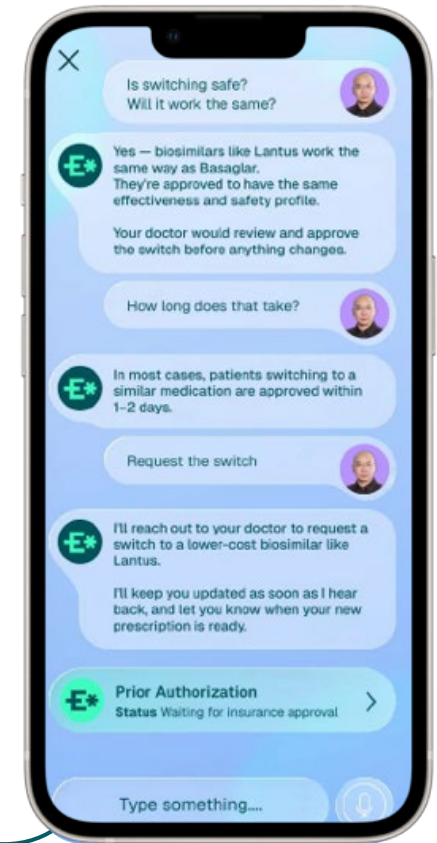 Is switching safe?
Will it work the same?
Yes — biosimilars like Lantus work the
same way as Basaglar.
They're approved to have the same
effectiveness and safety profile.
Your doctor would review and approve
the switch before anything changes.
How long does that take?
In most cases, patients switching to a
similar medication are approved within
1–2 days.
Request the switch
I'll reach out to your doctor to request a
switch to a lower-cost biosimilar like
Lantus.
I'll keep you updated as soon as I hear
back, and let you know when your new
prescription is ready.
Prior Authorization
Status Waiting for insurance approval
Type something....